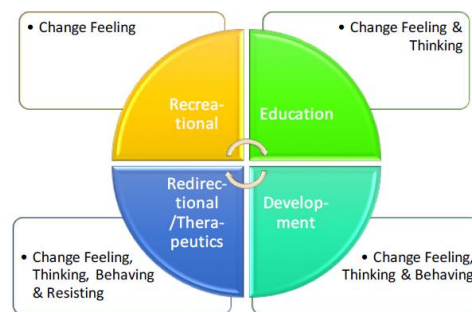 • Change Feeling
• Change Feeling &
Thinking
Recrea-
tional
Education
Redirec-
tional
/Thera-
peutics
Develop-
ment
• Change Feeling,
Thinking, Behaving
& Resisting
• Change Feeling,
Thinking & Behaving